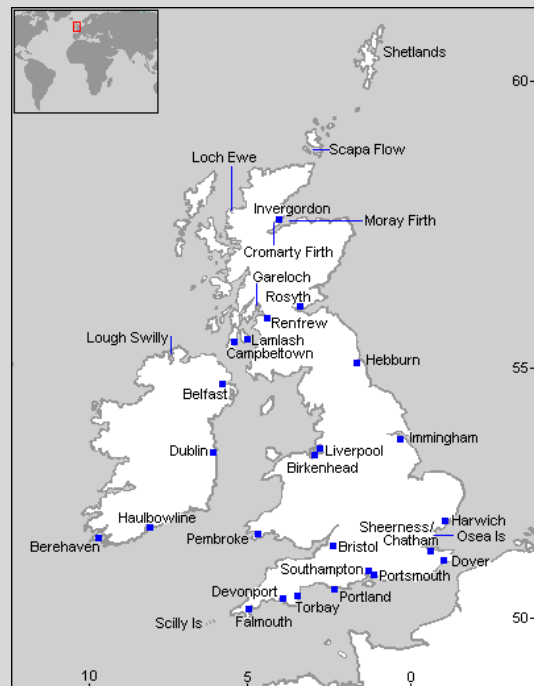 Shetlands
60
Scapa Flow
Loch Ewe
Invergordon
Moray Firth
Cromarty Firth
Gareloch
Rosyth
Renfrew
Lough Swilly
Lamlash
Campbeltown
Hebburn
55
Belfast
Immingham
Dublin
Liverpool
Birkenhead
Haulbowline
Sheerness/
Chatham
Harwich
Osea Is
Berehaven
Pembroke
Bristol
Dover
Southampton
Portsmouth
Devonport
Portland
Torbay
Scilly Is
Falmouth
50
10
5
0